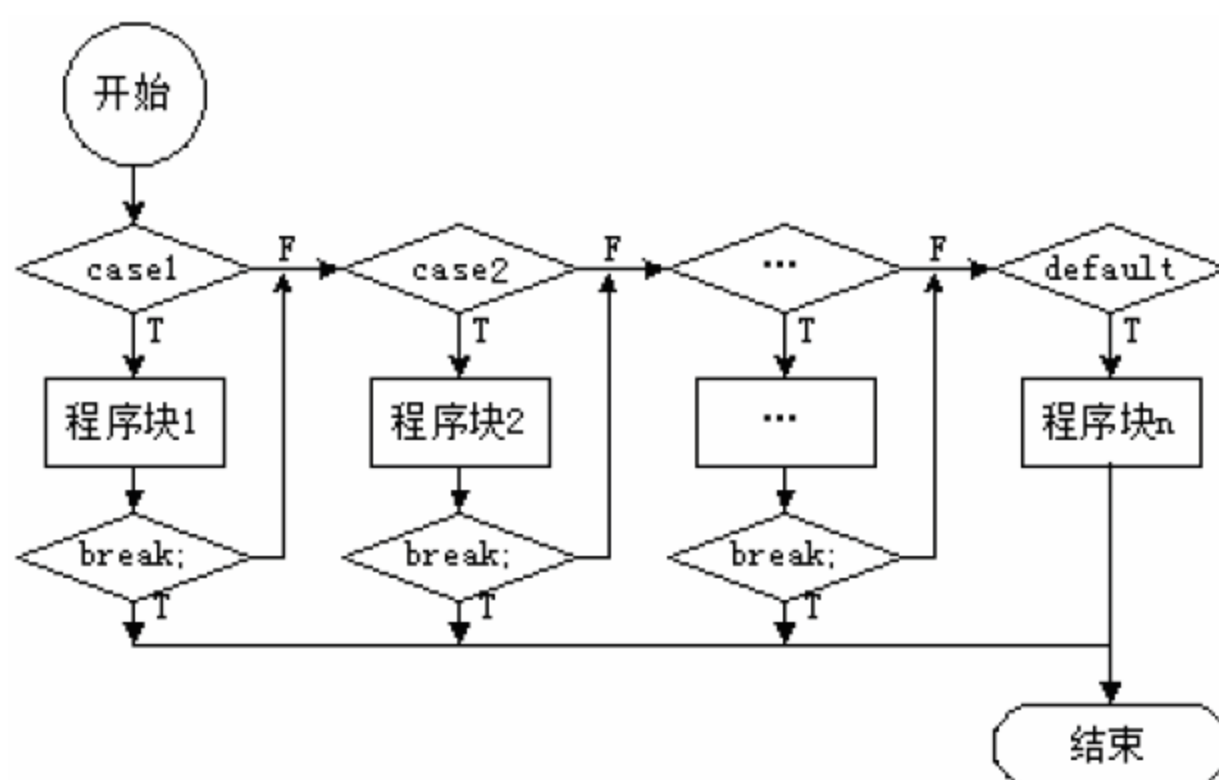 开始
F F F
case1 case2 … default
T T T T
程序块1 程序块2 … 程序块n
break; break; break;
T T T
结束